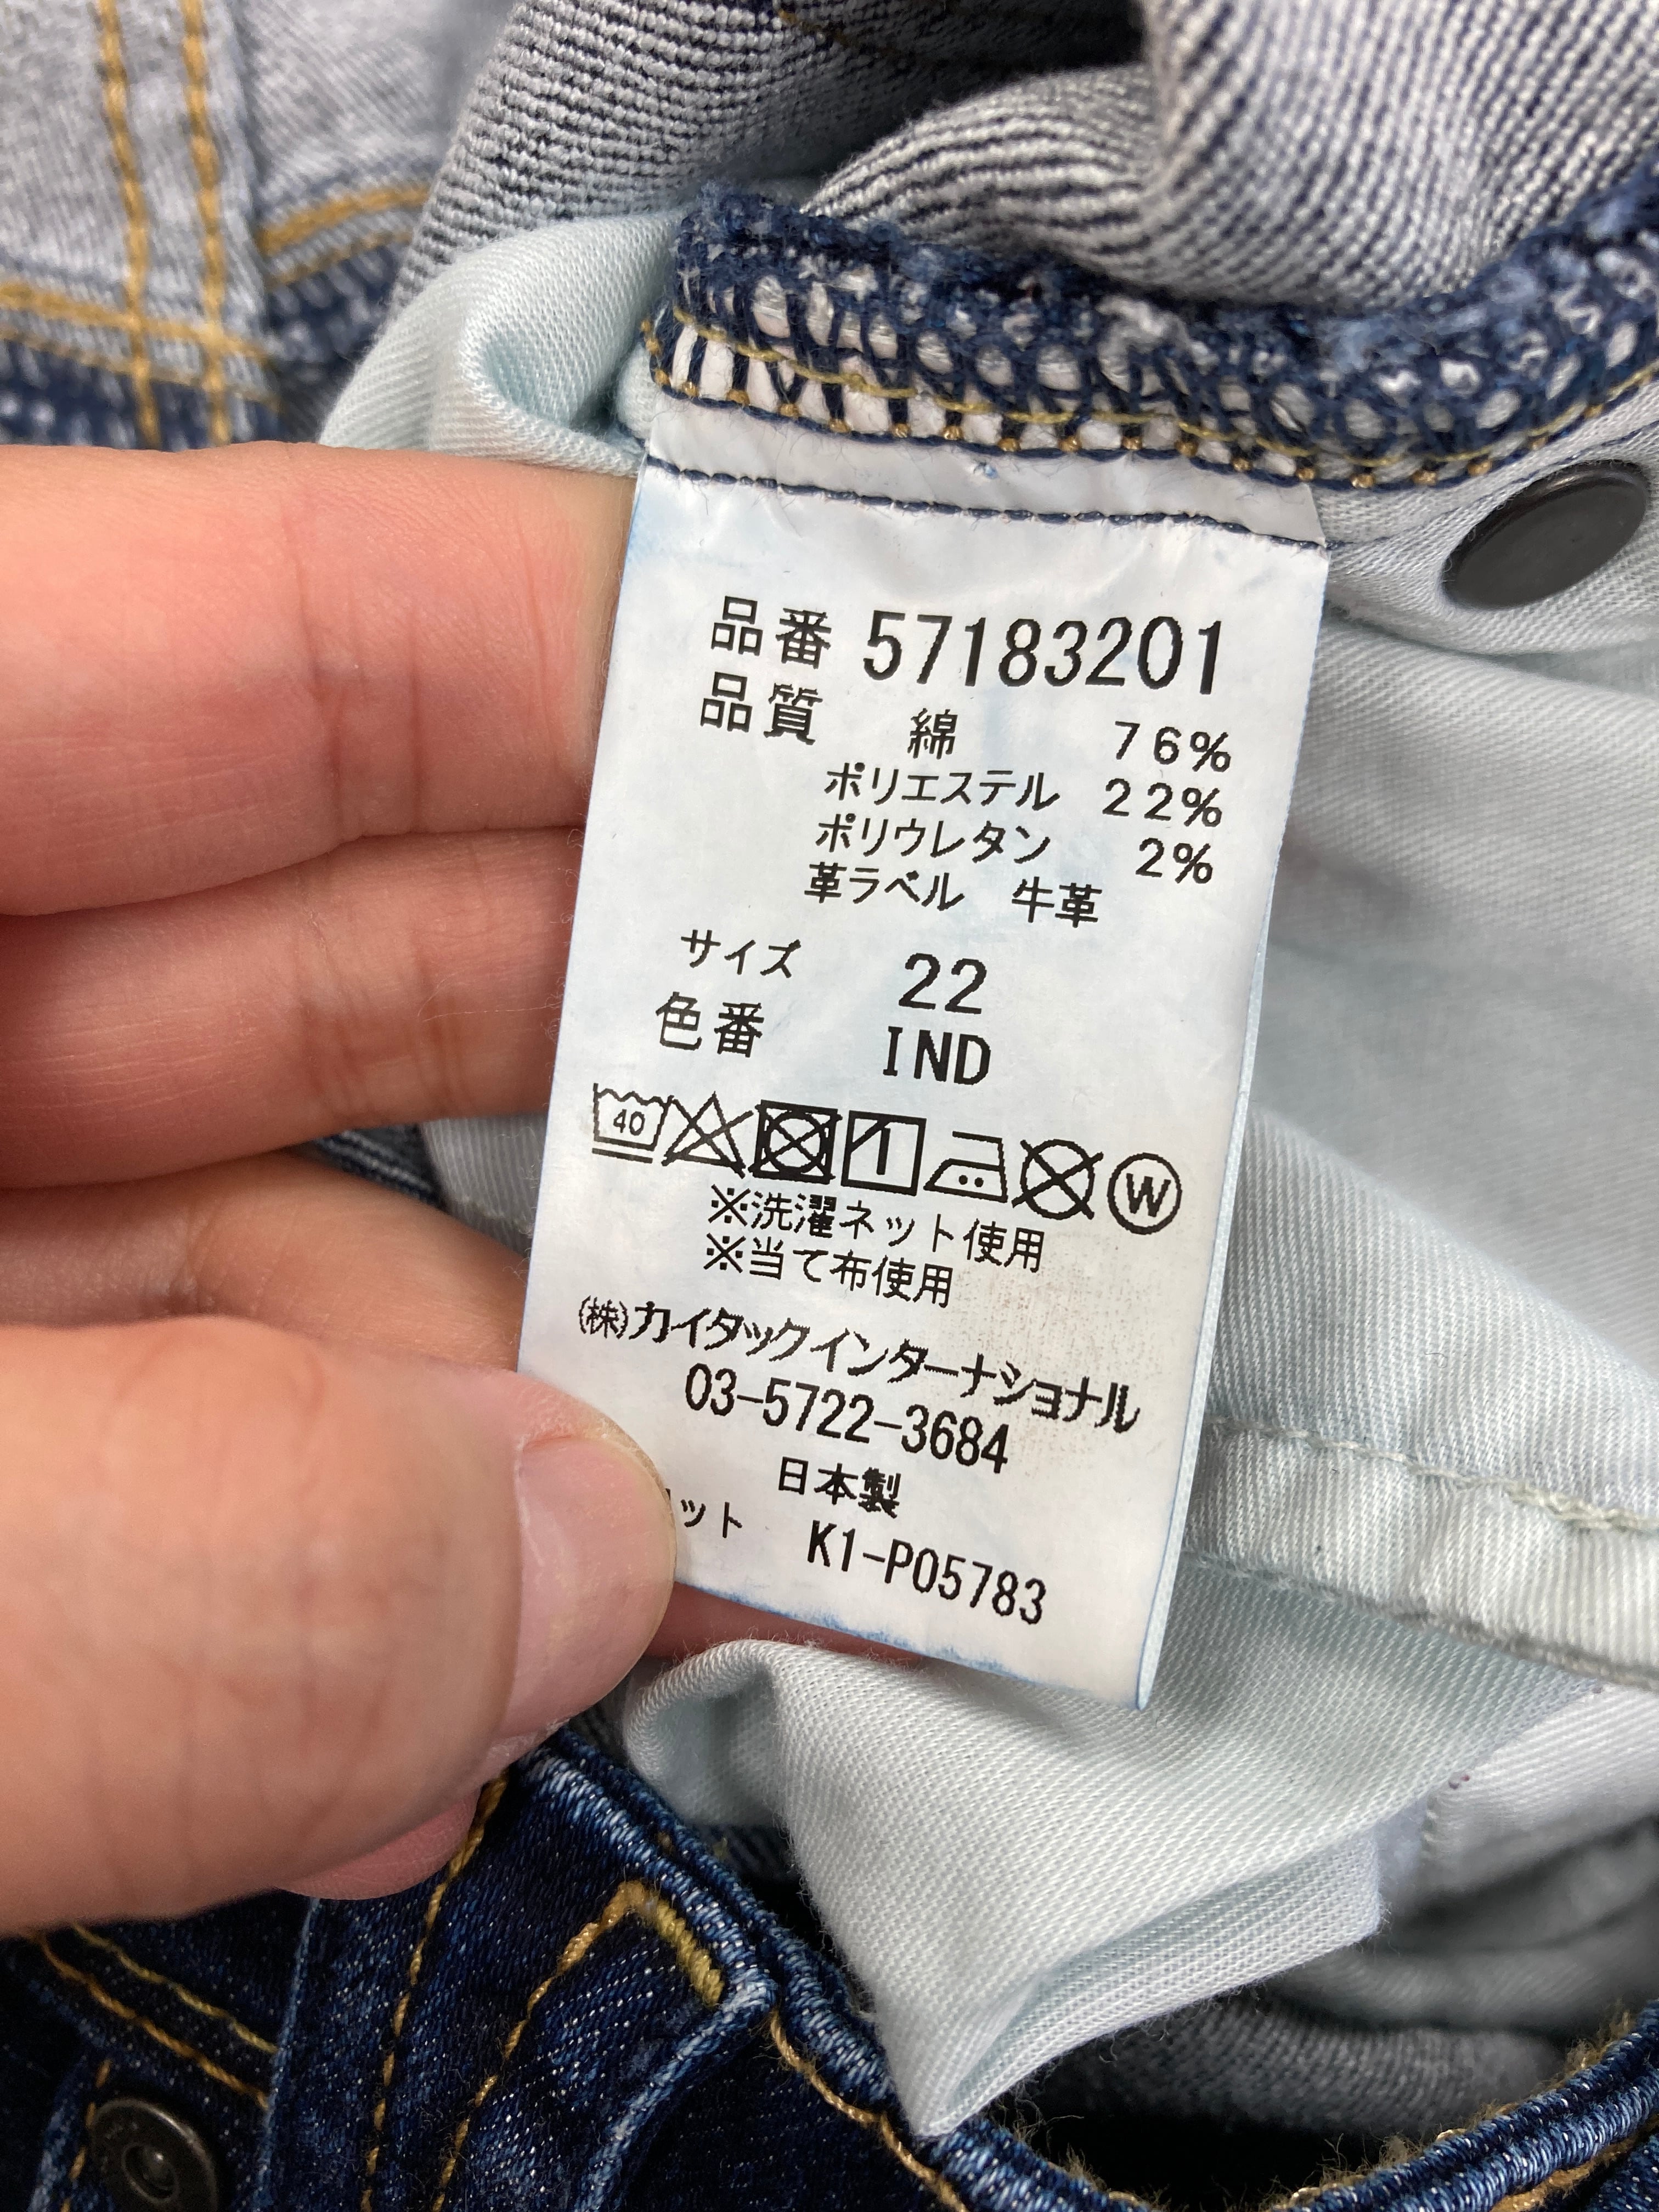 品番 57183201
品質 綿 76%
ポリエステル 22%
ポリウレタン 2%
革ラベル 牛革
サイズ 22
色番 IND
40 W
※洗濯ネット使用
※当て布使用
㈱カイタックインターナショナル
03-5722-3684
日本製
ット K1-P05783